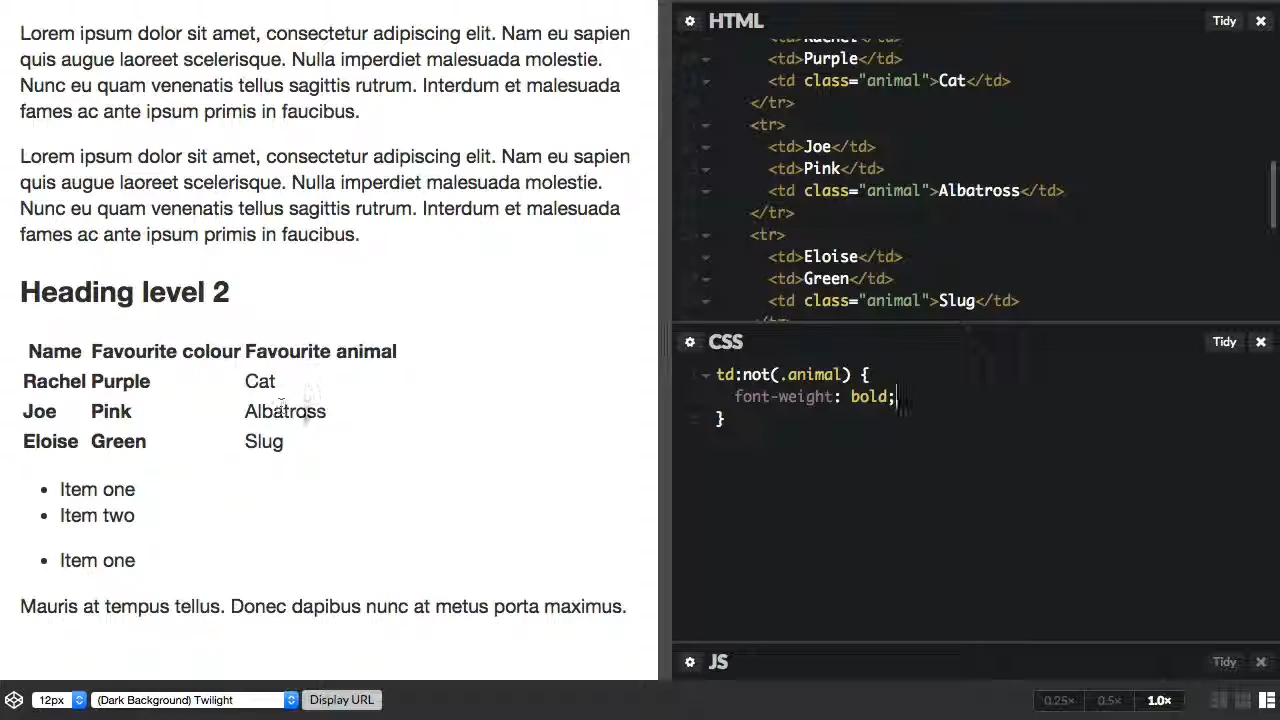 Lorem ipsum dolor sit amet, consectetur adipiscing elit. Nam eu sapien
quis augue laoreet scelerisque. Nulla imperdiet malesuada molestie.
Nunc eu quam venenatis tellus sagittis rutrum. Interdum et malesuada
fames ac ante ipsum primis in faucibus.
Lorem ipsum dolor sit amet, consectetur adipiscing elit. Nam eu sapien
quis augue laoreet scelerisque. Nulla imperdiet malesuada molestie.
Nunc eu quam venenatis tellus sagittis rutrum. Interdum et malesuada
fames ac ante ipsum primis in faucibus.
Heading level 2
Name Favourite colour Favourite animal
Rachel Purple Cat
Joe Pink Albatross
Eloise Green Slug
• Item one
• Item two
• Item one
Mauris at tempus tellus. Donec dapibus nunc at metus porta maximus.
HTML Tidy
<td>Rachel</td>
<td>Purple</td>
<td class="animal">Cat</td>
</tr>
<tr>
<td>Joe</td>
<td>Pink</td>
<td class="animal">Albatross</td>
</tr>
<tr>
<td>Eloise</td>
<td>Green</td>
<td class="animal">Slug</td>
</tr>
CSS Tidy
td:not(.animal) {
font-weight: bold;
}
JS Tidy
12px (Dark Background) Twilight Display URL 0.25x 0.5x 1.0x